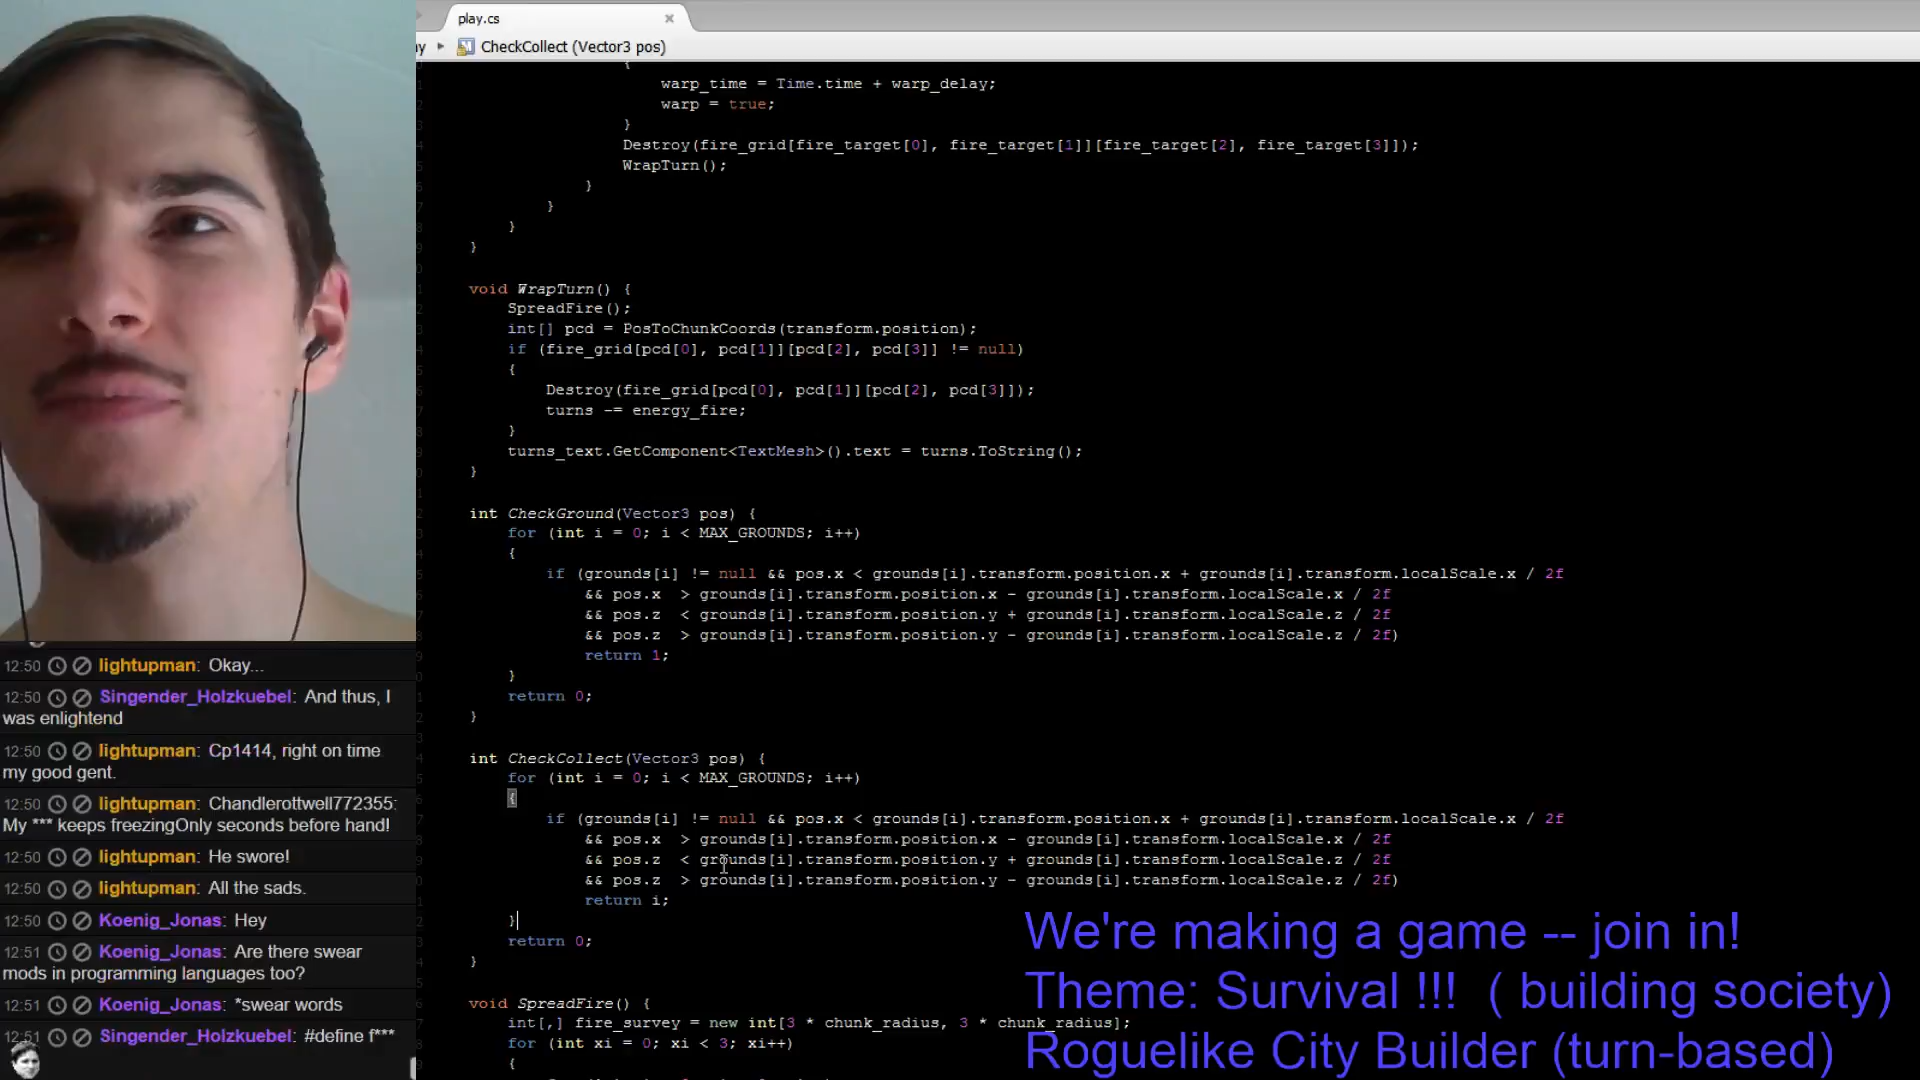 play.cs
CheckCollect (Vector3 pos)
{
warp_time = Time.time + warp_delay;
warp = true;
}
Destroy(fire_grid[fire_target[0], fire_target[1]][fire_target[2], fire_target[3]]);
WrapTurn();
}
}
}
}
void WrapTurn() {
SpreadFire();
int[] pcd = PosToChunkCoords(transform.position);
if (fire_grid[pcd[0], pcd[1]][pcd[2], pcd[3]] != null)
{
Destroy(fire_grid[pcd[0], pcd[1]][pcd[2], pcd[3]]);
turns -= energy_fire;
}
turns_text.GetComponent<TextMesh>().text = turns.ToString();
}
int CheckGround(Vector3 pos) {
for (int i = 0; i < MAX_GROUNDS; i++)
{
if (grounds[i] != null && pos.x < grounds[i].transform.position.x + grounds[i].transform.localScale.x / 2f
&& pos.x > grounds[i].transform.position.x - grounds[i].transform.localScale.x / 2f
&& pos.z < grounds[i].transform.position.y + grounds[i].transform.localScale.z / 2f
&& pos.z > grounds[i].transform.position.y - grounds[i].transform.localScale.z / 2f)
return 1;
}
return 0;
}
int CheckCollect(Vector3 pos) {
for (int i = 0; i < MAX_GROUNDS; i++)
{
if (grounds[i] != null && pos.x < grounds[i].transform.position.x + grounds[i].transform.localScale.x / 2f
&& pos.x > grounds[i].transform.position.x - grounds[i].transform.localScale.x / 2f
&& pos.z < grounds[i].transform.position.y + grounds[i].transform.localScale.z / 2f
&& pos.z > grounds[i].transform.position.y - grounds[i].transform.localScale.z / 2f)
return i;
}
return 0;
}
void SpreadFire() {
int[,] fire_survey = new int[3 * chunk_radius, 3 * chunk_radius];
for (int xi = 0; xi < 3; xi++)
{
12:50 lightupman: Okay...
12:50 Singender_Holzkuebel: And thus, I
was enlightend
12:50 lightupman: Cp1414, right on time
my good gent.
12:50 lightupman: Chandlerottwell772355:
My *** keeps freezingOnly seconds before hand!
12:50 lightupman: He swore!
12:50 lightupman: All the sads.
12:50 Koenig_Jonas: Hey
12:51 Koenig_Jonas: Are there swear
mods in programming languages too?
12:51 Koenig_Jonas: *swear words
12:51 Singender_Holzkuebel: #define f***
We're making a game -- join in!
Theme: Survival !!! ( building society)
Roguelike City Builder (turn-based)